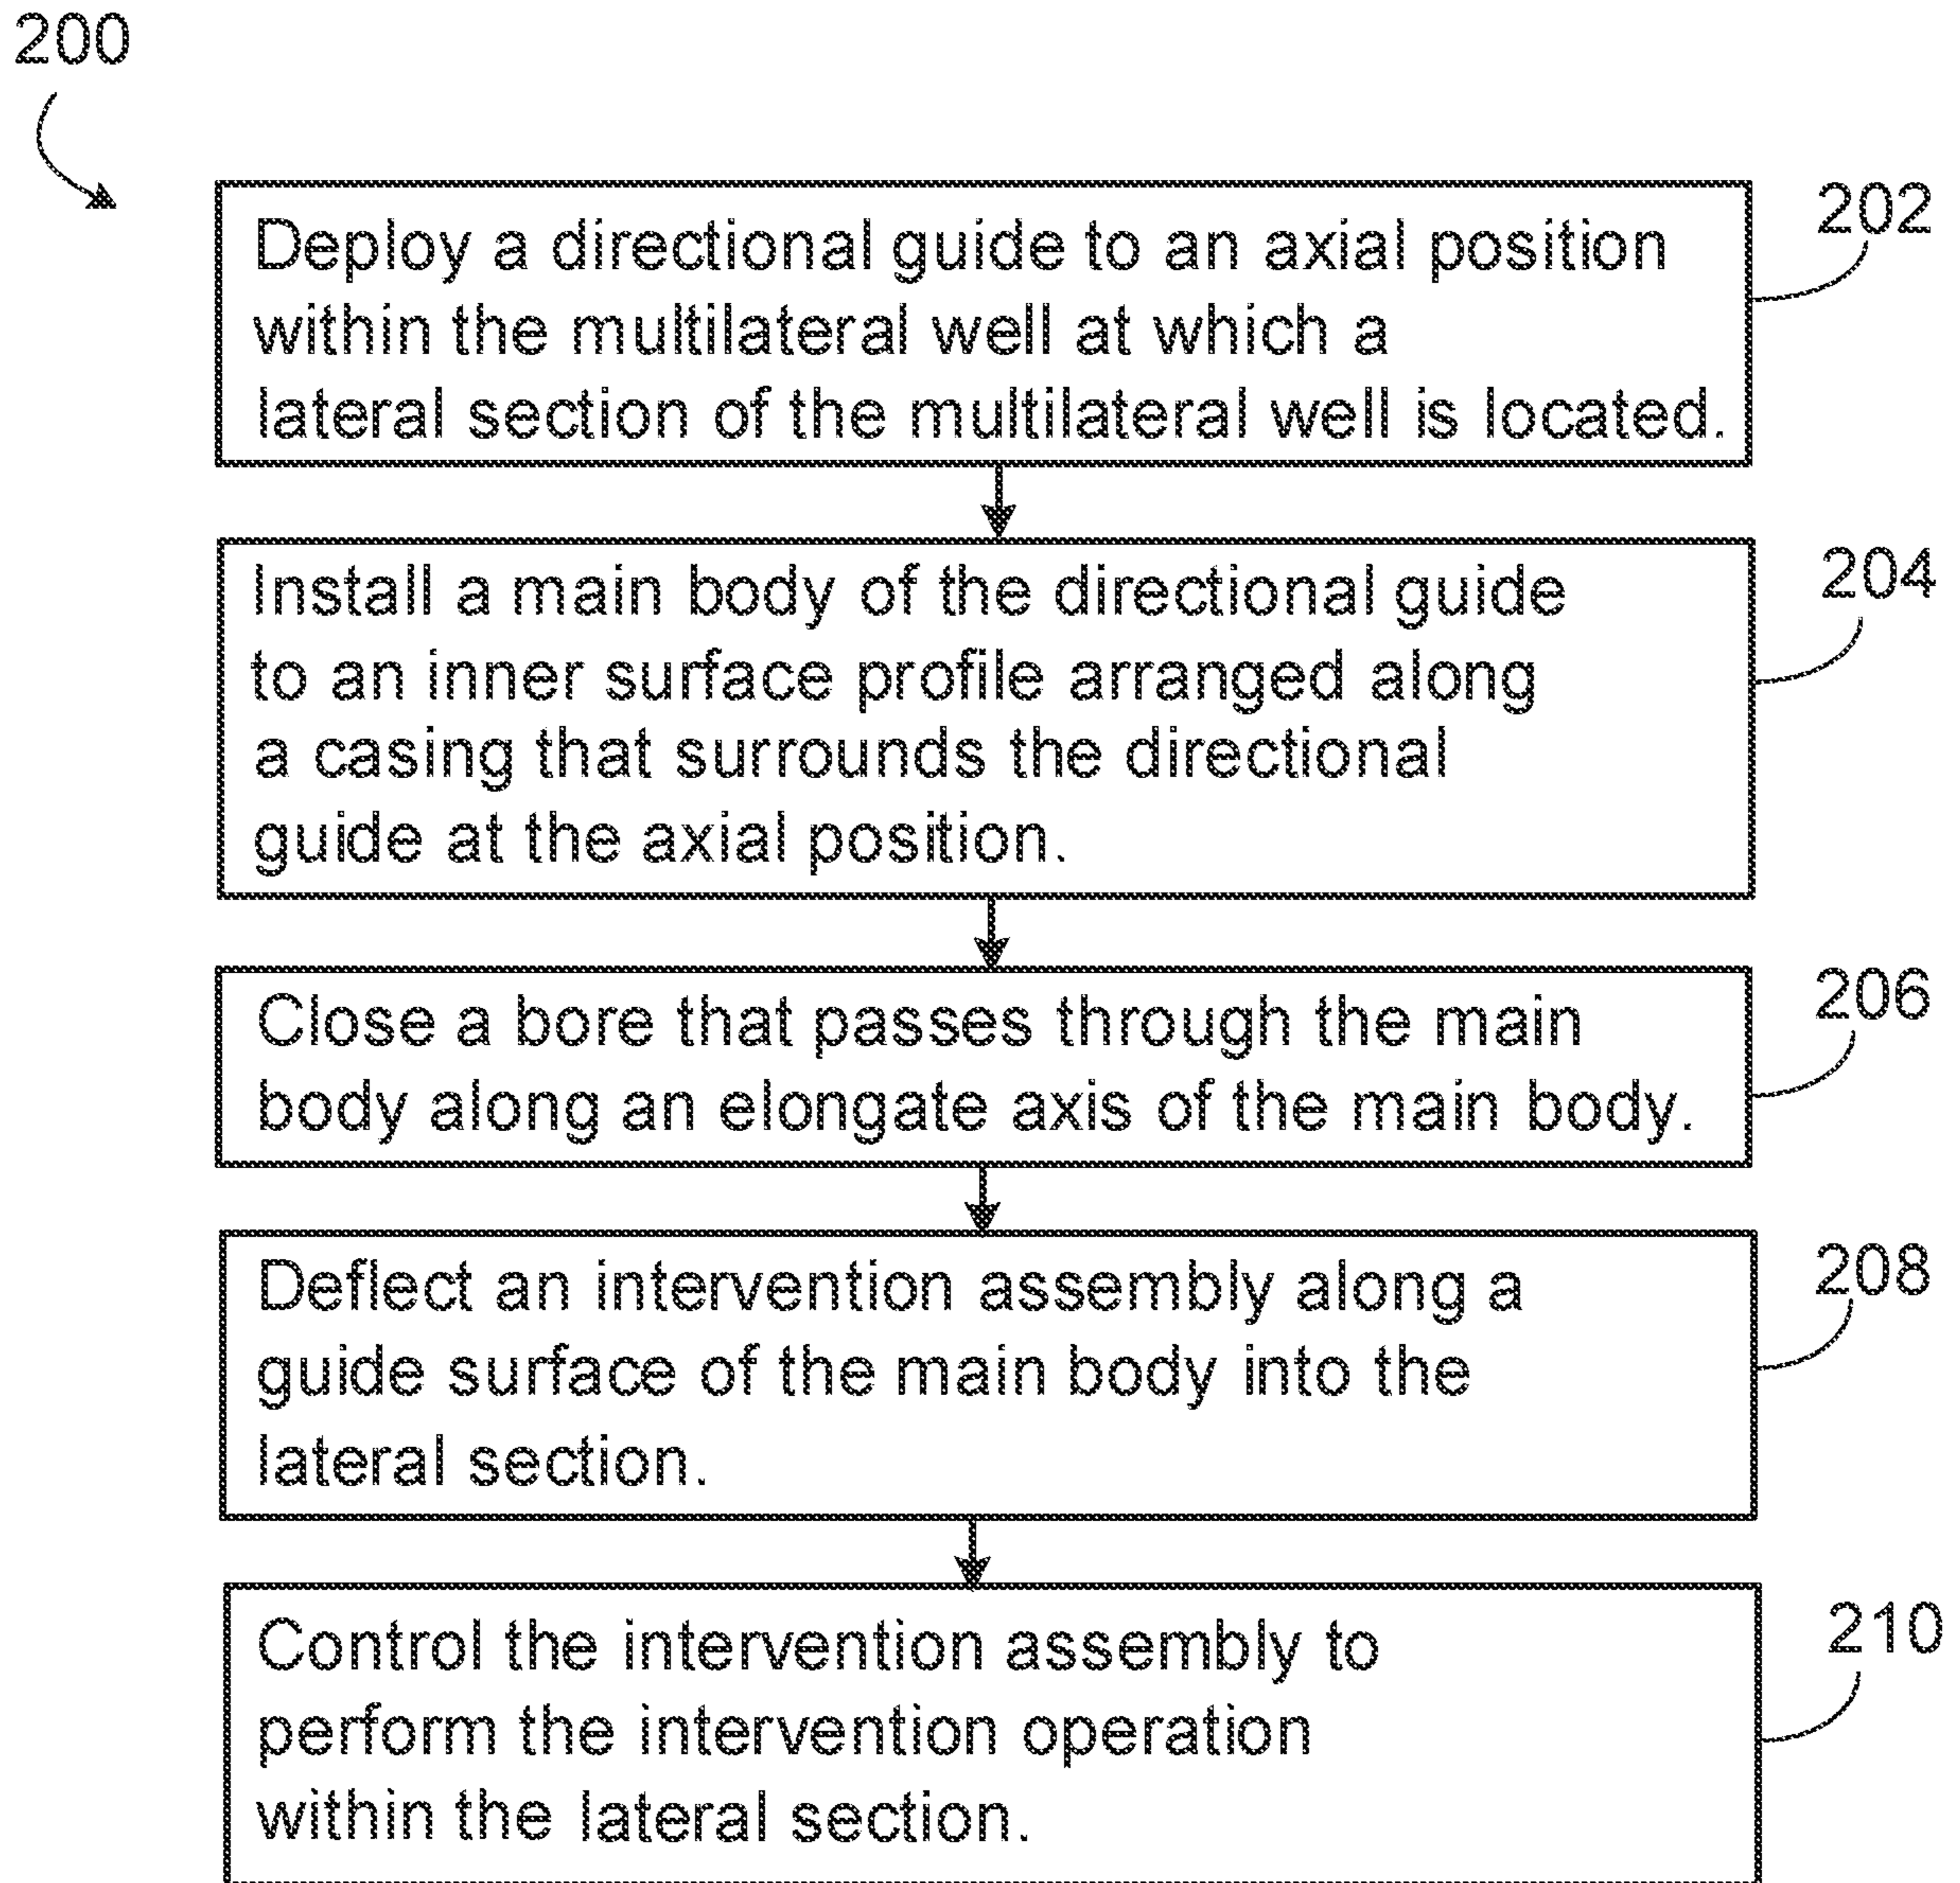 200
202
Deploy a directional guide to an axial position
within the multilateral well at which a
lateral section of the multilateral well is located.
204
Install a main body of the directional guide
to an inner surface profile arranged along
a casing that surrounds the directional
guide at the axial position.
206
Close a bore that passes through the main
body along an elongate axis of the main body.
208
Deflect an intervention assembly along a
guide surface of the main body into the
lateral section.
210
Control the intervention assembly to
perform the intervention operation
within the lateral section.